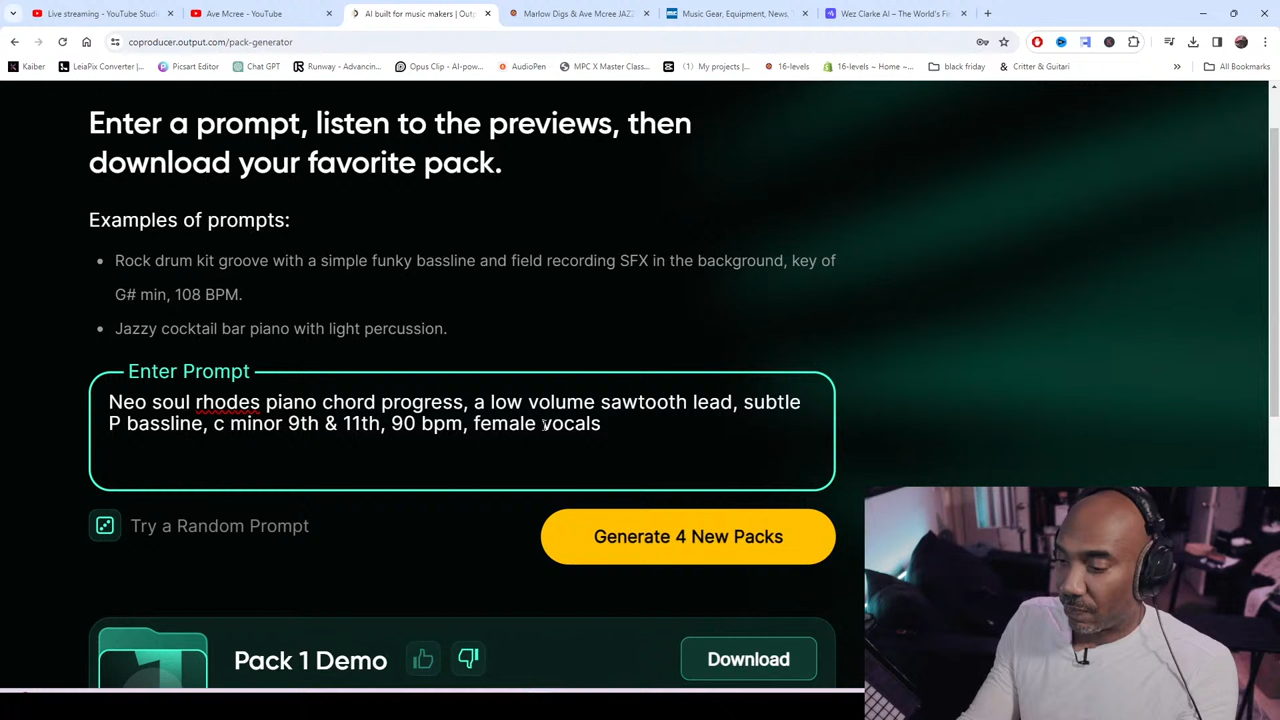 Live streaming - YouTube Studi
Ave Mcree - YouTube
AI built for music makers | Outp
Marlow Digs & Ave Mcree JAZZ
Music Gear, Equipment, News, T
Wez Clarke AI – The World's Fi
coproducer.output.com/pack-generator
Kaiber
LeiaPix Converter |...
Picsart Editor
Chat GPT
Runway - Advancin...
Opus Clip - AI-pow...
AudioPen
MPC X Master Class...
(1) My projects |...
16-levels
16-levels ~ Home ~...
black friday
Critter & Guitari
All Bookmarks
Enter a prompt, listen to the previews, then
download your favorite pack.
Examples of prompts:
Rock drum kit groove with a simple funky bassline and field recording SFX in the background, key of
G# min, 108 BPM.
Jazzy cocktail bar piano with light percussion.
Enter Prompt
Neo soul rhodes piano chord progress, a low volume sawtooth lead, subtle
P bassline, c minor 9th & 11th, 90 bpm, female vocals
Try a Random Prompt
Generate 4 New Packs
Pack 1 Demo
Download